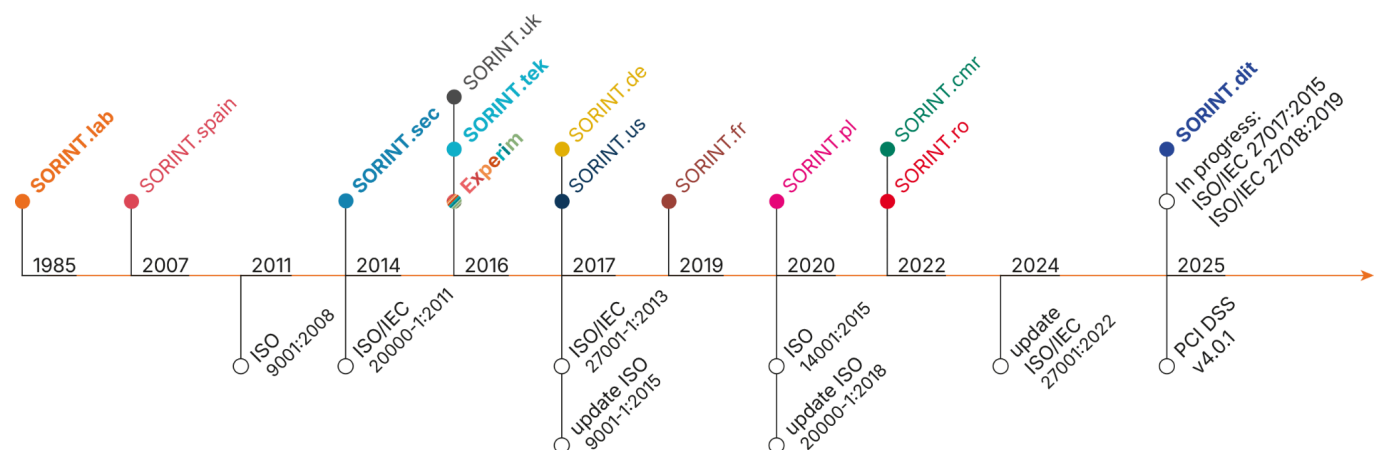 SORINT.lab
1985
SORINT.spain
2007
2011
ISO
9001:2008
SORINT.sec
2014
ISO/IEC
20000-1:2011
SORINT.uk
SORINT.tek
Experim
2016
SORINT.de
SORINT.us
2017
ISO/IEC
27001-1:2013
update ISO
9001-1:2015
SORINT.fr
2019
SORINT.pl
2020
ISO
14001:2015
update ISO
20000-1:2018
SORINT.cmr
SORINT.ro
2022
2024
update
ISO/IEC
27001:2022
SORINT.dit
In progress:
ISO/IEC 27017:2015
ISO/IEC 27018:2019
2025
PCI DSS
v4.0.1